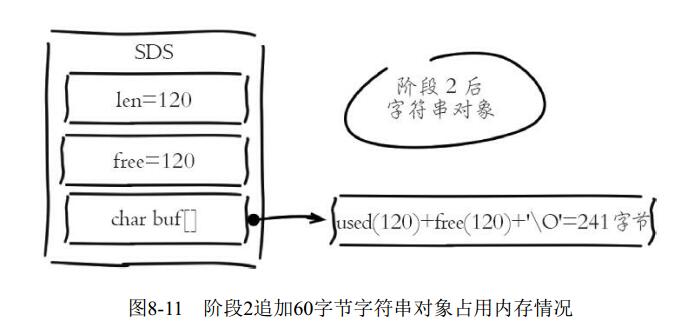 SDS
len=120
free=120
char buf[]
阶段 2 后
字符串对象
used(120)+free(120)+'\O'=241 字节
图8-11 阶段2追加60字节字符串对象占用内存情况